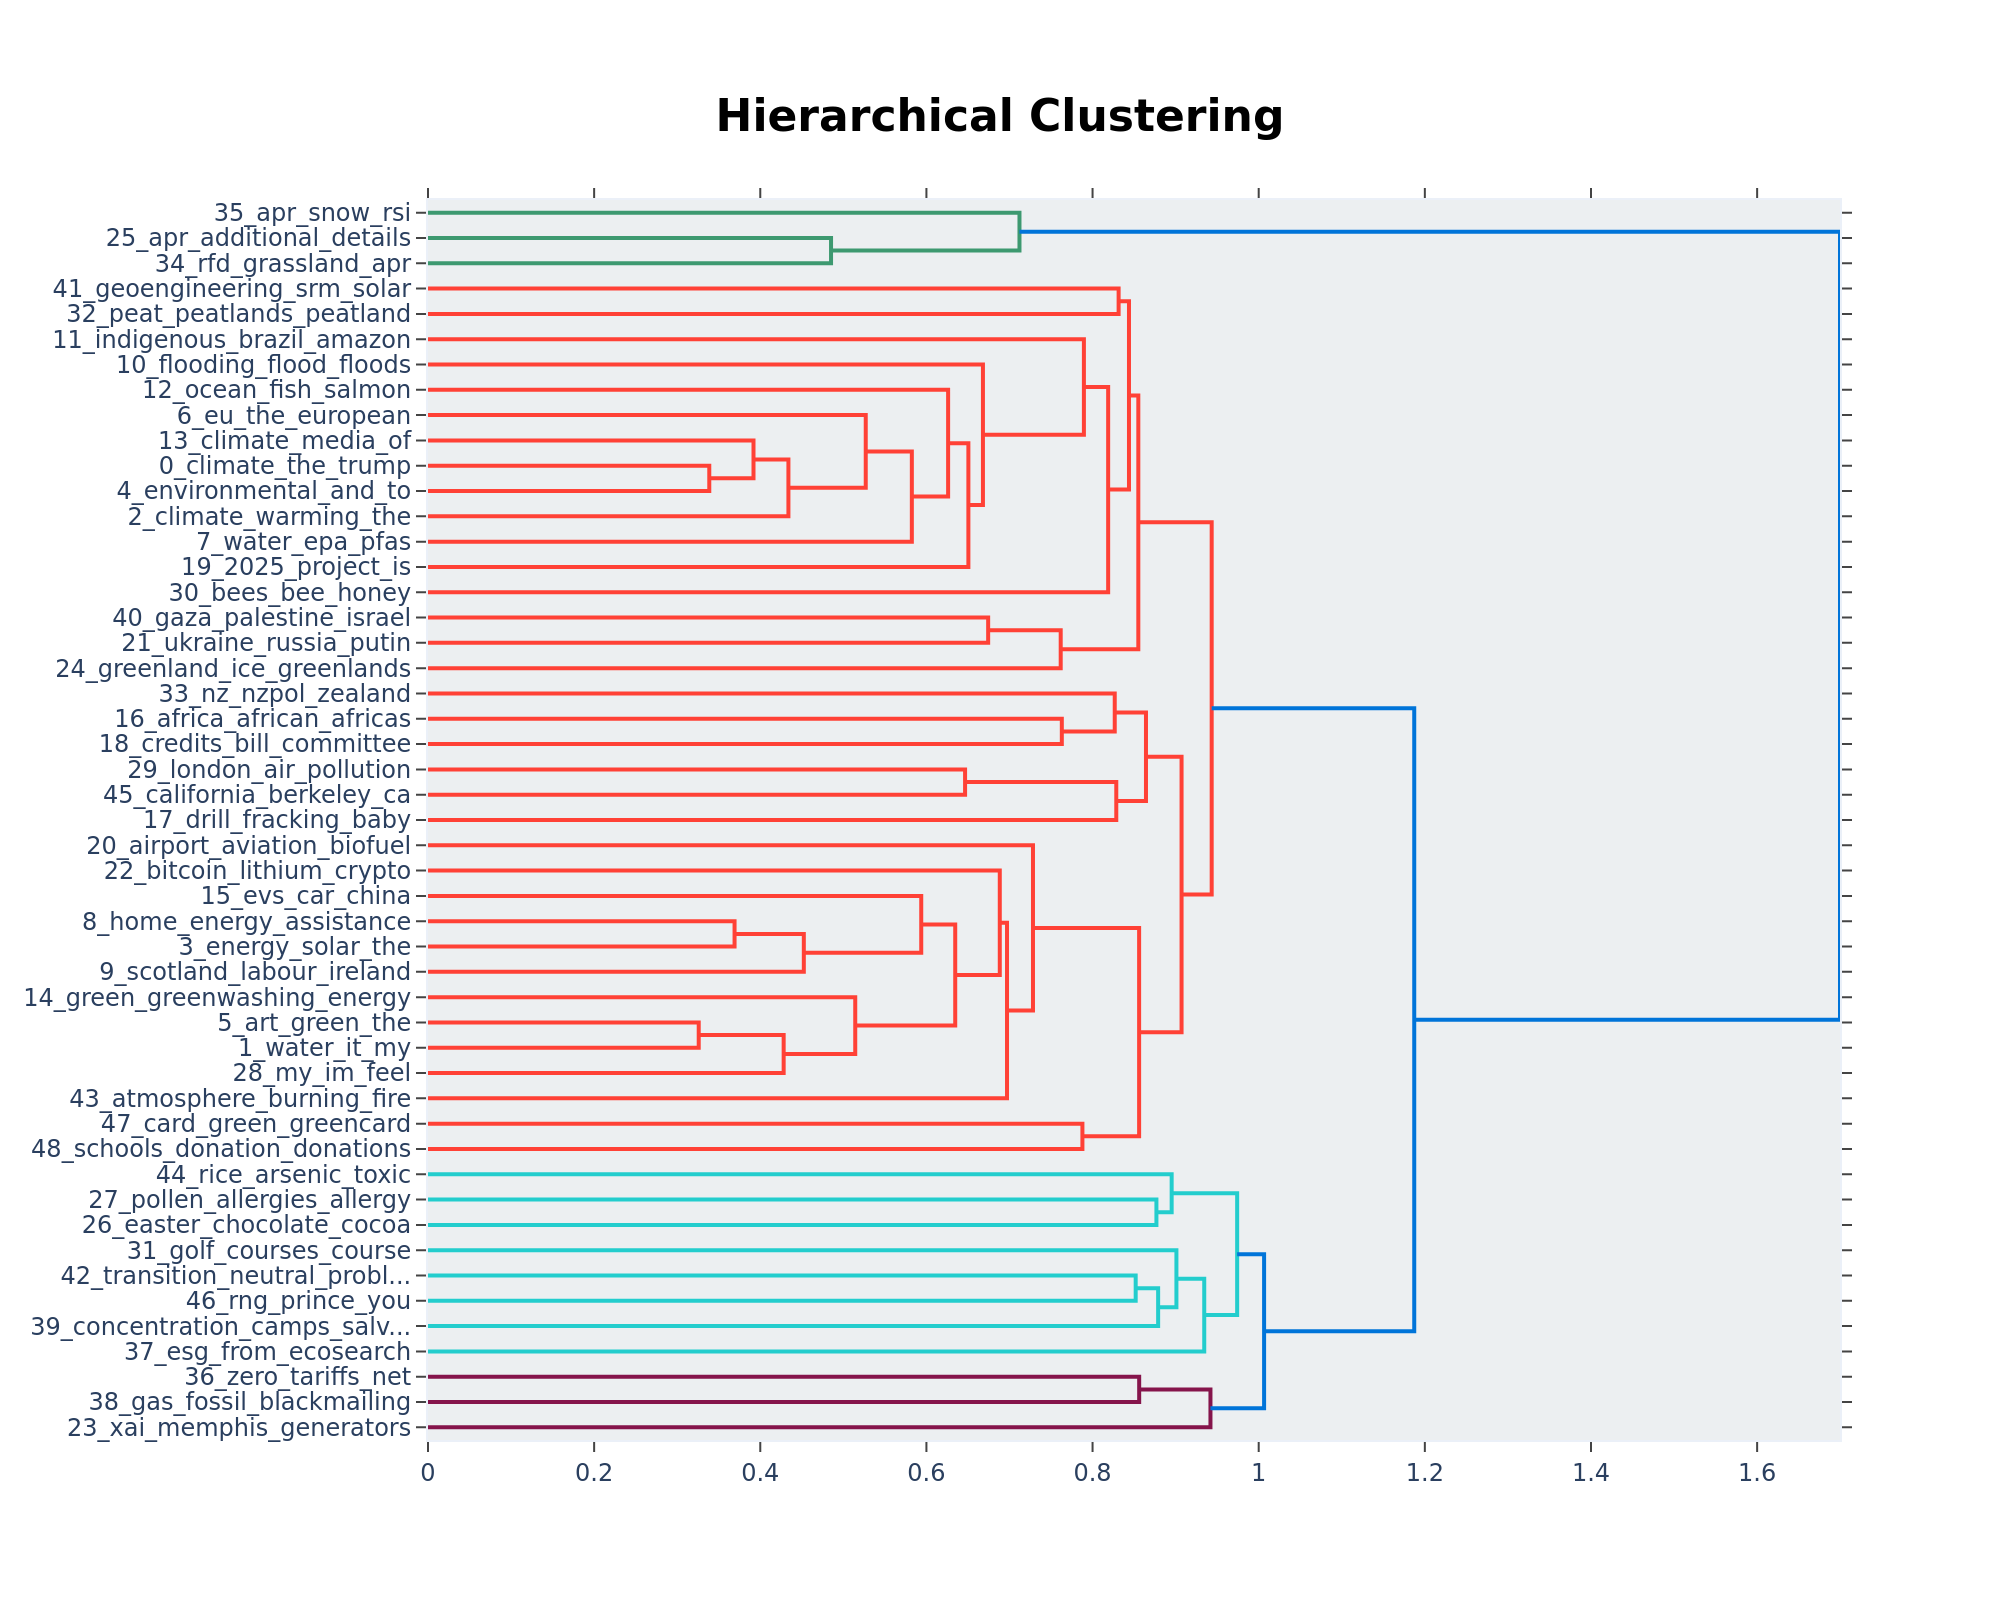 Hierarchical Clustering
35_apr_snow_rsi
25_apr_additional_details
34_rfd_grassland_apr
41_geoengineering_srm_solar
32_peat_peatlands_peatland
11_indigenous_brazil_amazon
10_flooding_flood_floods
12_ocean_fish_salmon
6_eu_the_european
13_climate_media_of
0_climate_the_trump
4_environmental_and_to
2_climate_warming_the
7_water_epa_pfas
19_2025_project_is
30_bees_bee_honey
40_gaza_palestine_israel
21_ukraine_russia_putin
24_greenland_ice_greenlands
33_nz_nzpol_zealand
16_africa_african_africas
18_credits_bill_committee
29_london_air_pollution
45_california_berkeley_ca
17_drill_fracking_baby
20_airport_aviation_biofuel
22_bitcoin_lithium_crypto
15_evs_car_china
8_home_energy_assistance
3_energy_solar_the
9_scotland_labour_ireland
14_green_greenwashing_energy
5_art_green_the
1_water_it_my
28_my_im_feel
43_atmosphere_burning_fire
47_card_green_greencard
48_schools_donation_donations
44_rice_arsenic_toxic
27_pollen_allergies_allergy
26_easter_chocolate_cocoa
31_golf_courses_course
42_transition_neutral_probl...
46_rng_prince_you
39_concentration_camps_salv...
37_esg_from_ecosearch
36_zero_tariffs_net
38_gas_fossil_blackmailing
23_xai_memphis_generators
0 0.2 0.4 0.6 0.8 1 1.2 1.4 1.6